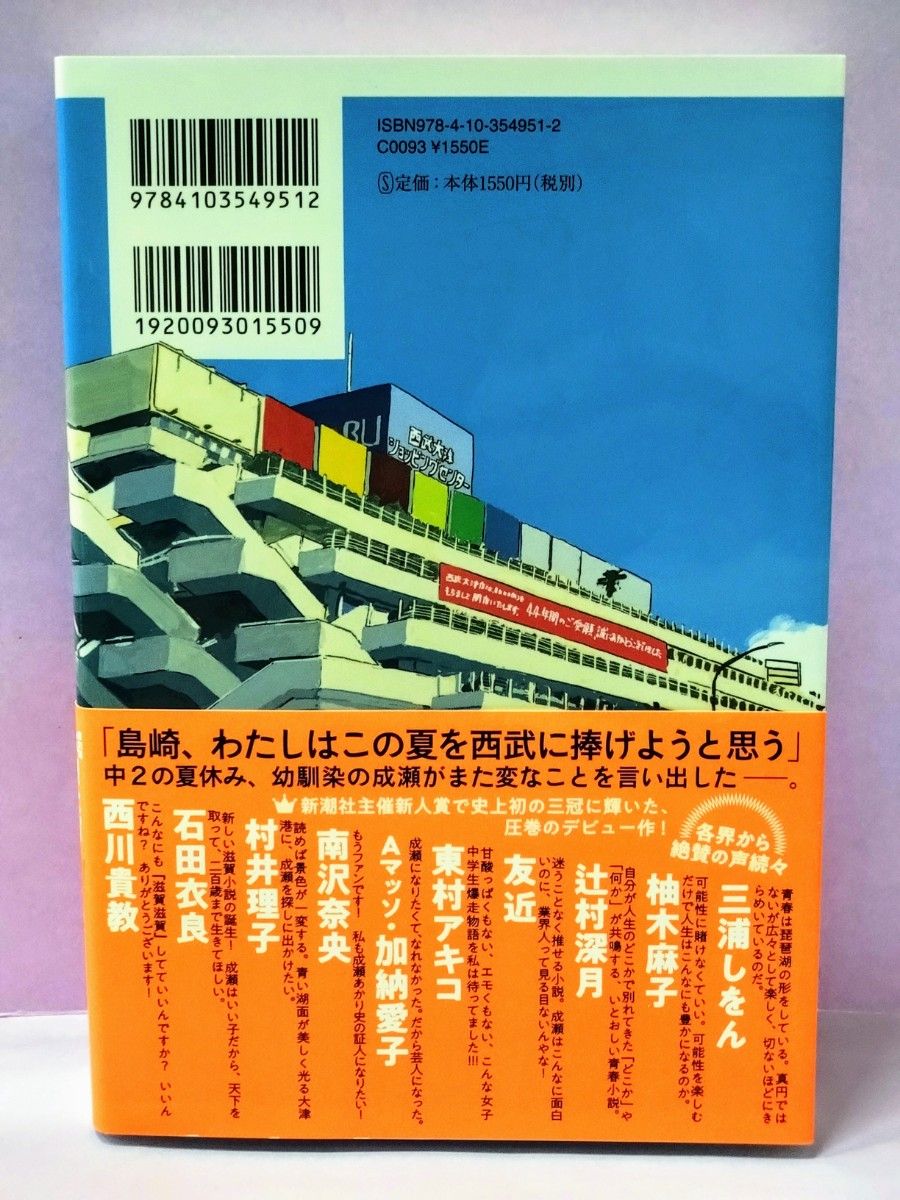 ISBN978-4-10-354951-2
C0093 ¥1550E
Ⓢ定価：本体1550円（税別）
9784103549512
1920093015509
BU
西武大津
ショッピングセンター
44年間のご愛顧、誠にありがとうございました
「島崎、わたしはこの夏を西武に捧げようと思う」
中２の夏休み、幼馴染の成瀬がまた変なことを言い出した――。
新潮社主催新人賞で史上初の三冠に輝いた、
圧巻のデビュー作！
各界から
絶賛の声続々
青春は琵琶湖の形をしている。真円では
ないが広々として楽しく、切ないほどにき
らめいているのだ。
三浦しをん
可能性に賭けなくていい。可能性を楽しむ
だけで人生はこんなにも豊かになるのか。
柚木麻子
自分が人生のどこかで別れてきた「どこか」や
「何か」が共鳴する、いとおしい青春小説。
辻村深月
迷うことなく推せる小説。成瀬はこんなに面白
いのに、業界人って見る目ないんやな！
友近
甘酸っぱくもない、エモくもない、こんな女子
中学生爆走物語を私は待ってました!!!
東村アキコ
成瀬になりたくて、なれなかった。だから芸人になった。
Aマッソ・加納愛子
もうファンです！　私も成瀬あかり史の証人になりたい！
南沢奈央
読めば景色が一変する。青い湖面が美しく光る大津
港に、成瀬を探しに出かけたい。
村井理子
新しい滋賀小説の誕生！　成瀬はいい子だから、天下を
取って、二百歳まで生きてほしい。
石田衣良
こんなにも「滋賀滋賀」してていいんですか？　いいん
ですね？　ありがとうございます！
西川貴教